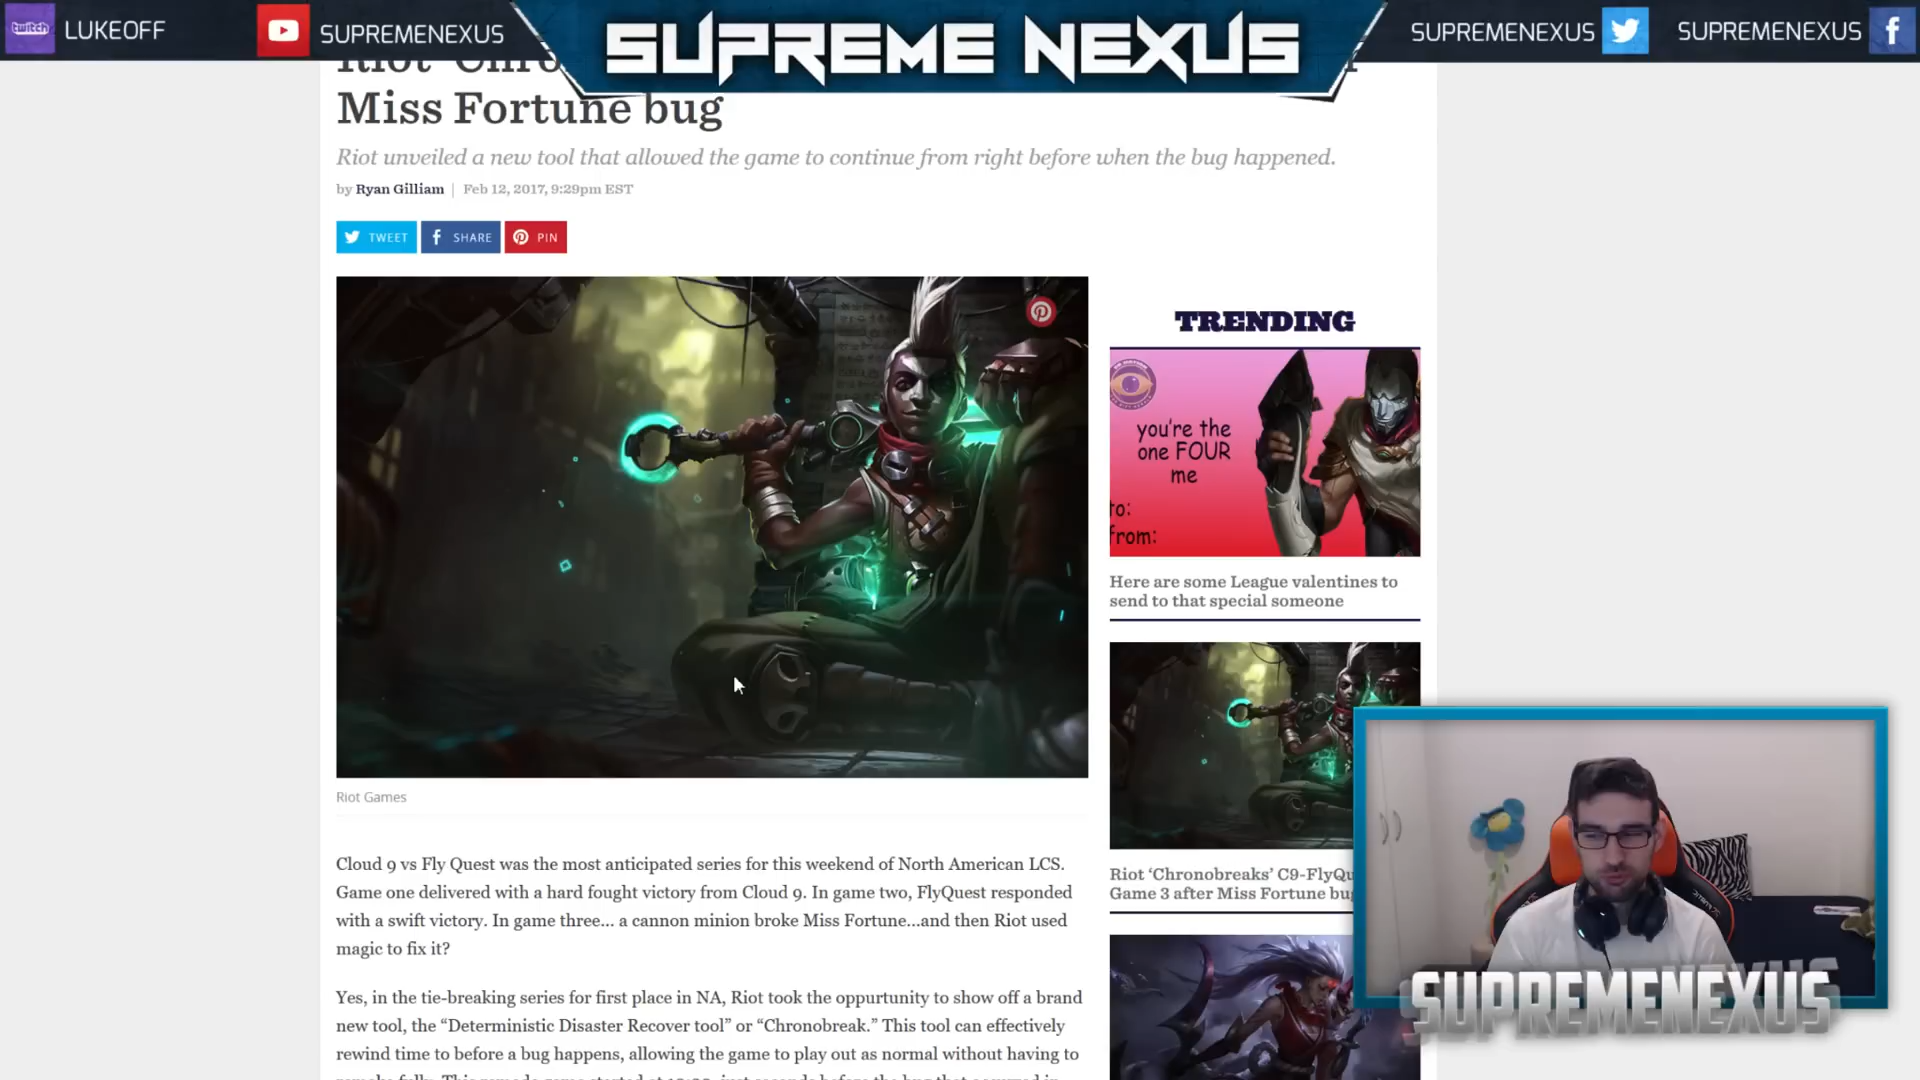 twitch LUKEOFF
SUPREMENEXUS
SUPREME NEXUS
SUPREMENEXUS
SUPREMENEXUS
Miss Fortune bug
Riot unveiled a new tool that allowed the game to continue from right before when the bug happened.
by Ryan Gilliam | Feb 12, 2017, 9:29pm EST
TWEET SHARE PIN
TRENDING
you're the
one FOUR
me
to:
from:
Here are some League valentines to
send to that special someone
Riot Games
Cloud 9 vs Fly Quest was the most anticipated series for this weekend of North American LCS.
Game one delivered with a hard fought victory from Cloud 9. In game two, FlyQuest responded
with a swift victory. In game three... a cannon minion broke Miss Fortune...and then Riot used
magic to fix it?
Yes, in the tie-breaking series for first place in NA, Riot took the oppurtunity to show off a brand
new tool, the “Deterministic Disaster Recover tool” or “Chronobreak.” This tool can effectively
rewind time to before a bug happens, allowing the game to play out as normal without having to
Riot ‘Chronobreaks’ C9-FlyQu
Game 3 after Miss Fortune bu
SUPREMENEXUS